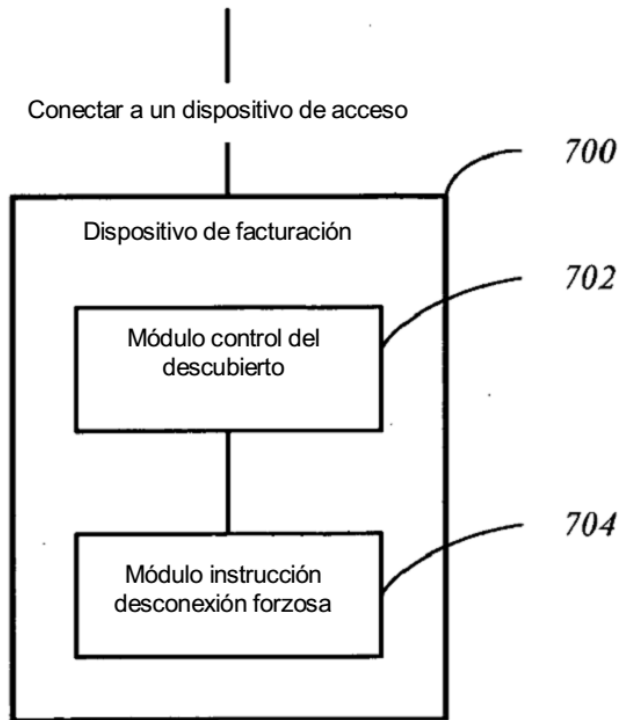 Conectar a un dispositivo de acceso
700
Dispositivo de facturación
702
Módulo control del
descubierto
704
Módulo instrucción
desconexión forzosa